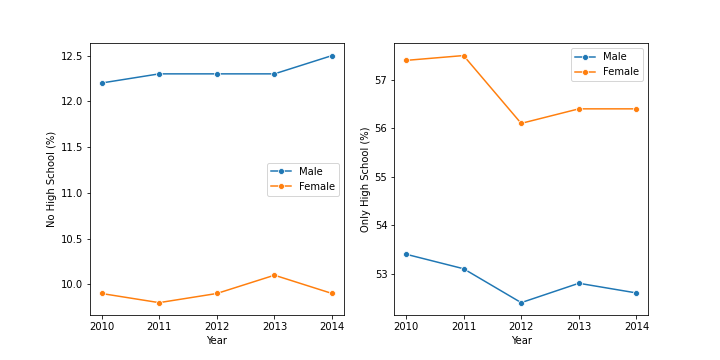 No High School (%)
12.5
12.0
11.5
11.0
10.5
10.0
2010 2011 2012 2013 2014
Year
Male
Female
Only High School (%)
57
56
55
54
53
2010 2011 2012 2013 2014
Year
Male
Female